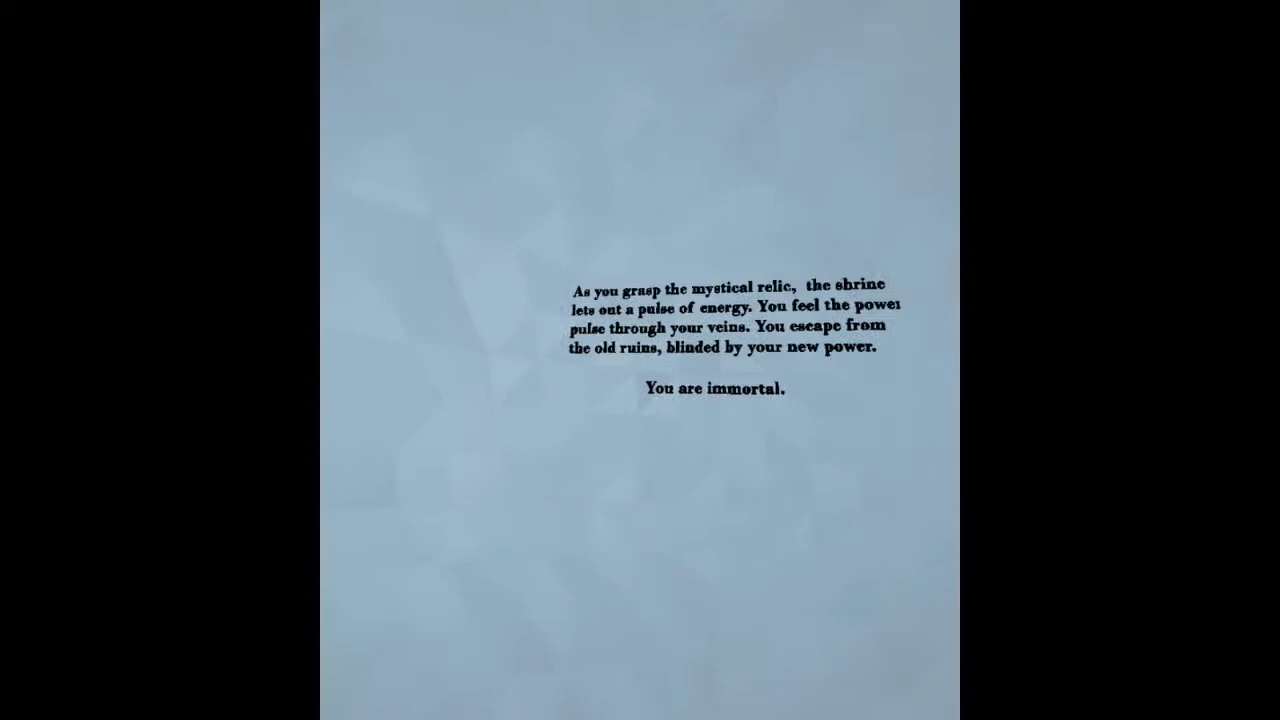 As you grasp the mystical relic, the shrine
lets out a pulse of energy. You feel the power
pulse through your veins. You escape from
the old ruins, blinded by your new power.
You are immortal.